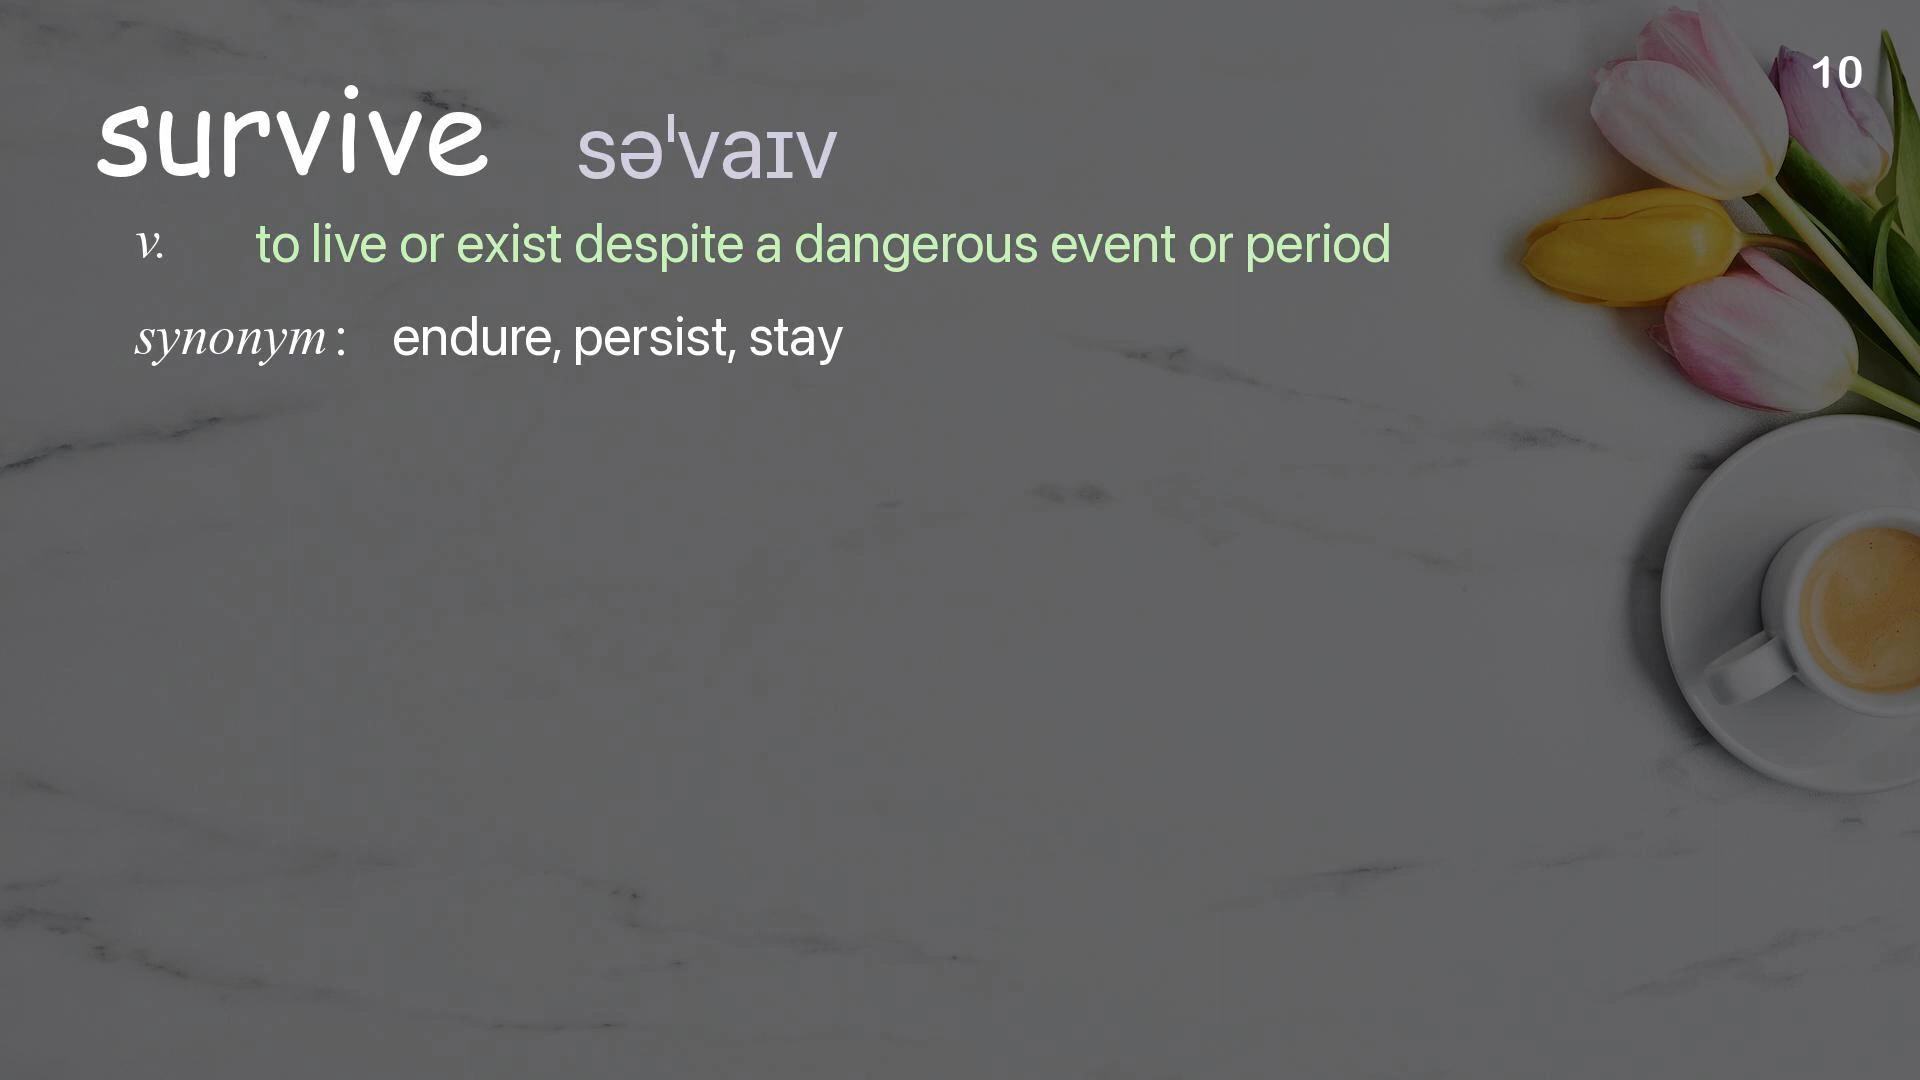 10
survive səˈvaɪv
v. to live or exist despite a dangerous event or period
synonym : endure, persist, stay